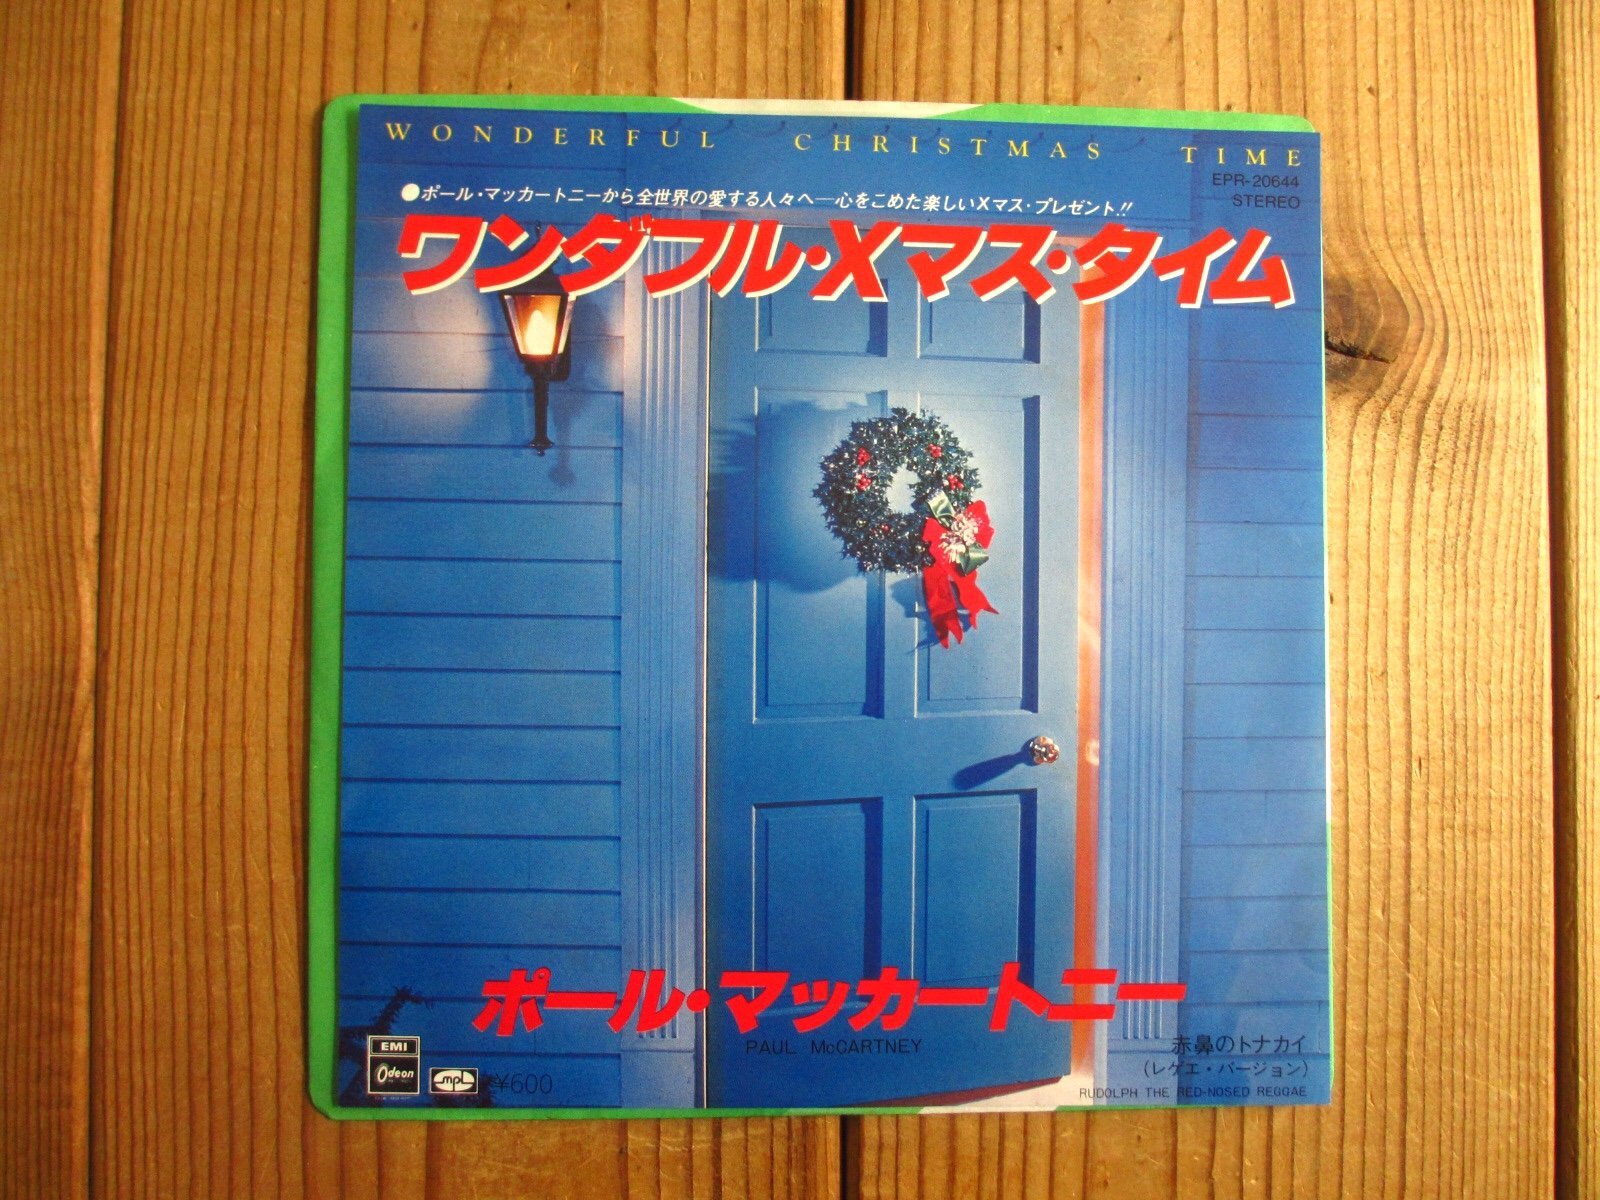 WONDERFUL CHRISTMAS TIME
EPR-20644
STEREO
●ポール・マッカートニーから全世界の愛する人々へ—心をこめた楽しいXマス・プレゼント!!
ワンダフル・Xマス・タイム
ポール・マッカートニー
PAUL McCARTNEY
赤鼻のトナカイ
(レゲエ・バージョン)
RUDOLPH THE RED-NOSED REGGAE
EMI
Odeon
mpl
¥600